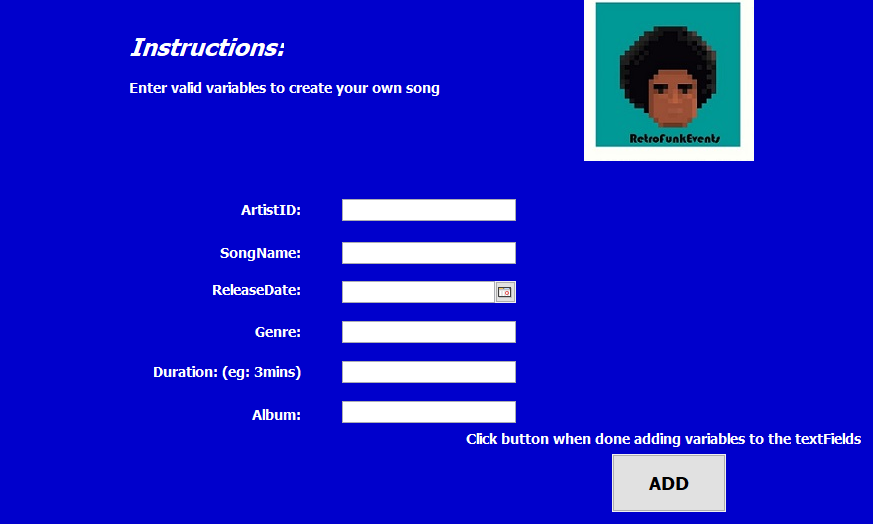 Instructions:
Enter valid variables to create your own song
RetroFunkEvents
ArtistID:
SongName:
ReleaseDate:
Genre:
Duration: (eg: 3mins)
Album:
Click button when done adding variables to the textFields
ADD